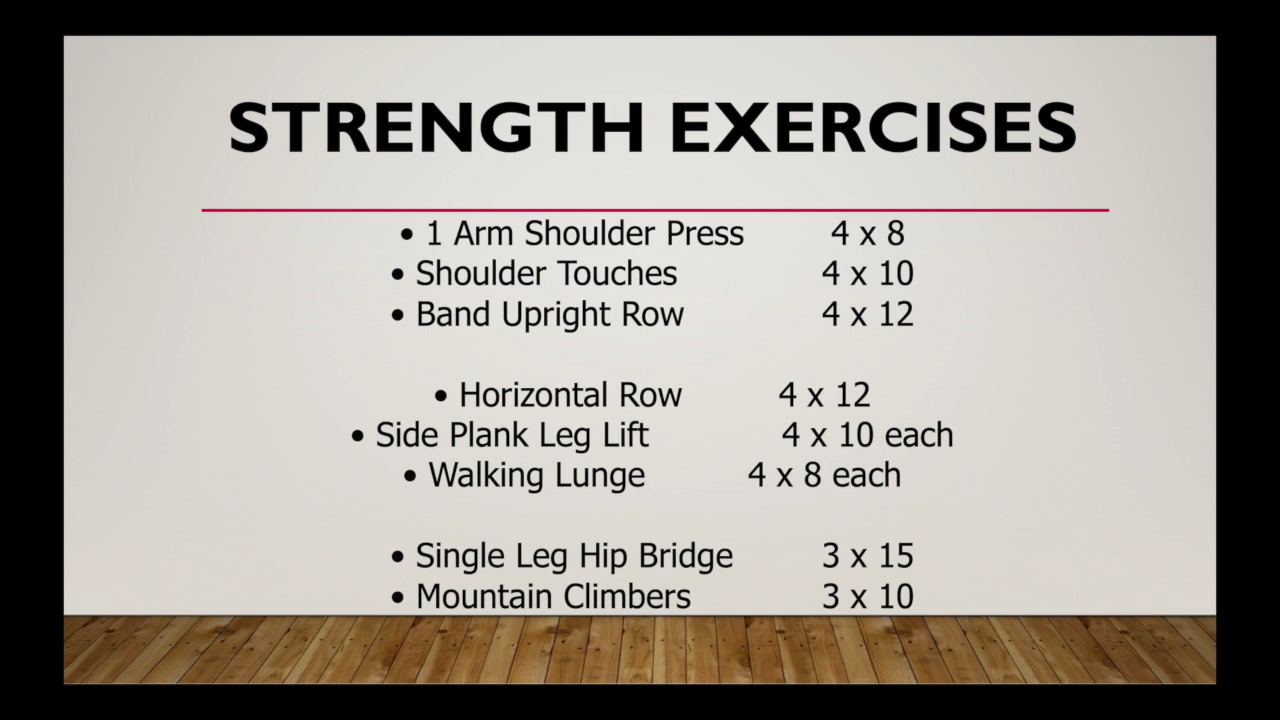 STRENGTH EXERCISES
• 1 Arm Shoulder Press 4 x 8
• Shoulder Touches 4 x 10
• Band Upright Row 4 x 12
• Horizontal Row 4 x 12
• Side Plank Leg Lift 4 x 10 each
• Walking Lunge 4 x 8 each
• Single Leg Hip Bridge 3 x 15
• Mountain Climbers 3 x 10